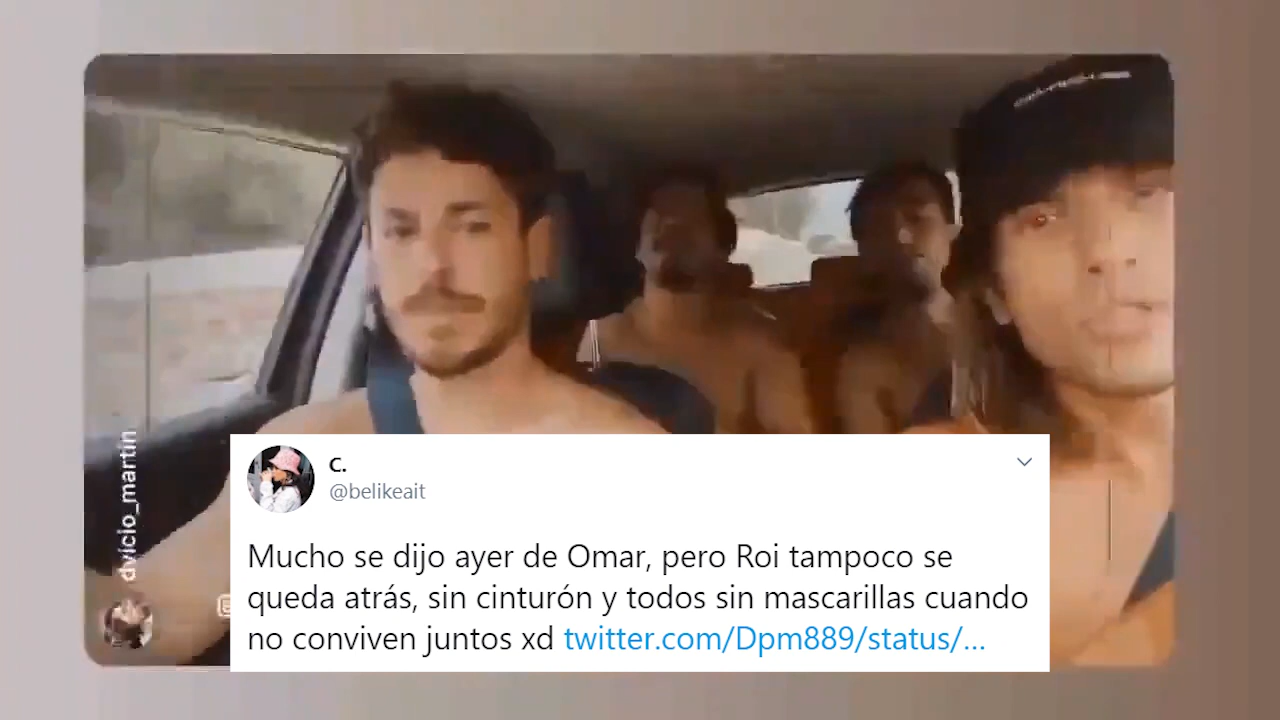 dvicio_martin
C.
@belikeait
Mucho se dijo ayer de Omar, pero Roi tampoco se
queda atrás, sin cinturón y todos sin mascarillas cuando
no conviven juntos xd twitter.com/Dpm889/status/...